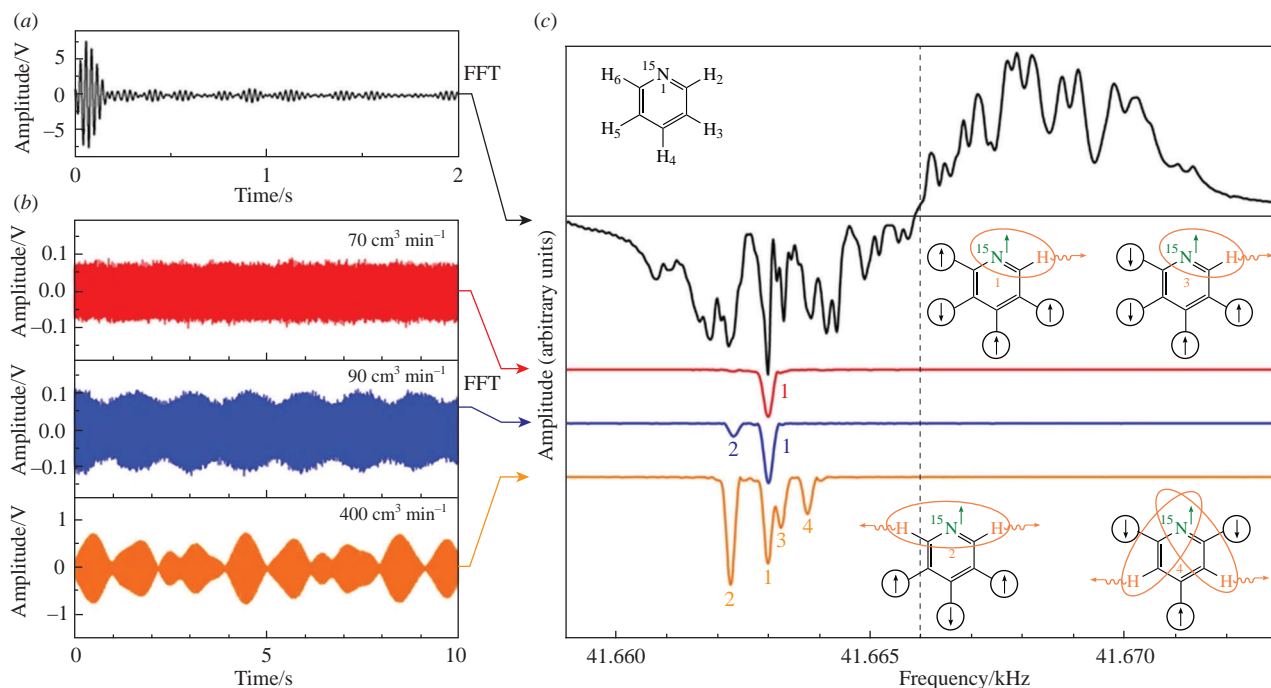 (a)
Amplitude/V
5
0
–5
0
1
2
Time/s
FFT
(b)
70 cm³ min⁻¹
Amplitude/V
0.1
0.0
–0.1
90 cm³ min⁻¹
Amplitude/V
0.1
0.0
–0.1
FFT
400 cm³ min⁻¹
Amplitude/V
1
0
–1
0
5
10
Time/s
(c)
Amplitude (arbitrary units)
¹⁵N
1
H₆
H₂
H₅
H₃
H₄
¹⁵N
H
1
¹⁵N
H
3
1
2
1
2
1
3
4
¹⁵N
H
H
2
¹⁵N
4
H
H
41.660
41.665
41.670
Frequency/kHz